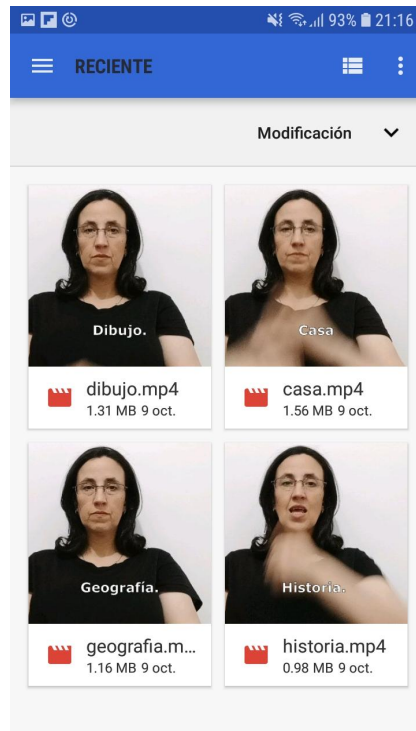 93% 21:16
RECIENTE
Modificación
Dibujo.
Casa
dibujo.mp4
casa.mp4
1.31 MB 9 oct.
1.56 MB 9 oct.
Geografía.
Historia.
geografia.m...
historia.mp4
1.16 MB 9 oct.
0.98 MB 9 oct.